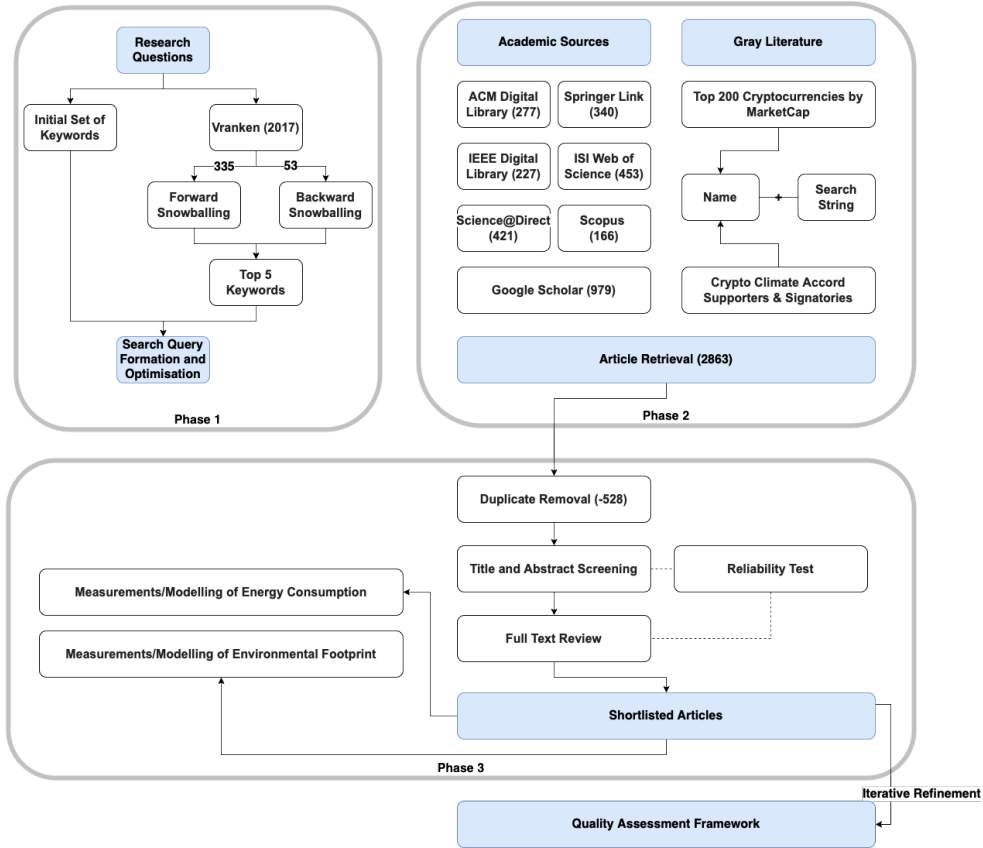 Research
Questions
Initial Set of
Keywords
Vranken (2017)
335
53
Forward
Snowballing
Backward
Snowballing
Top 5
Keywords
Search Query
Formation and
Optimisation
Phase 1
Academic Sources
Gray Literature
ACM Digital
Library (277)
Springer Link
(340)
IEEE Digital
Library (227)
ISI Web of
Science (453)
Science@Direct
(421)
Scopus
(166)
Google Scholar (979)
Top 200 Cryptocurrencies by
MarketCap
Name
+
Search
String
Crypto Climate Accord
Supporters & Signatories
Article Retrieval (2863)
Phase 2
Duplicate Removal (-528)
Title and Abstract Screening
Reliability Test
Full Text Review
Measurements/Modelling of Energy Consumption
Measurements/Modelling of Environmental Footprint
Shortlisted Articles
Phase 3
Iterative Refinement
Quality Assessment Framework